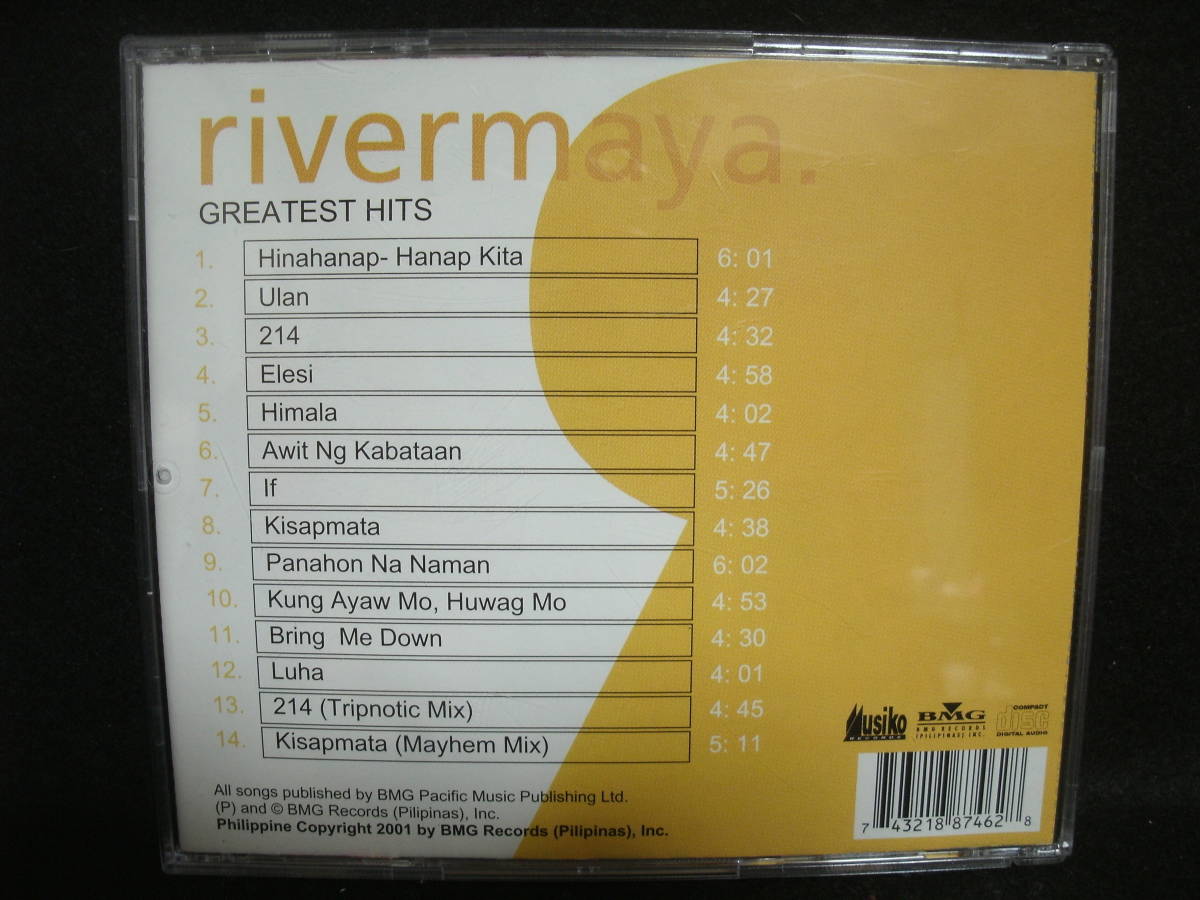 rivermaya.
GREATEST HITS
1. Hinahanap- Hanap Kita 6: 01
2. Ulan 4: 27
3. 214 4: 32
4. Elesi 4: 58
5. Himala 4: 02
6. Awit Ng Kabataan 4: 47
7. If 5: 26
8. Kisapmata 4: 38
9. Panahon Na Naman 6: 02
10. Kung Ayaw Mo, Huwag Mo 4: 53
11. Bring Me Down 4: 30
12. Luha 4: 01
13. 214 (Tripnotic Mix) 4: 45
14. Kisapmata (Mayhem Mix) 5: 11
All songs published by BMG Pacific Music Publishing Ltd.
(P) and © BMG Records (Pilipinas), Inc.
Philippine Copyright 2001 by BMG Records (Pilipinas), Inc.
Musiko
RECORDS
BMG
BMG RECORDS
(PILIPINAS) INC.
COMPACT
disc
DIGITAL AUDIO
7 43218 87462 8